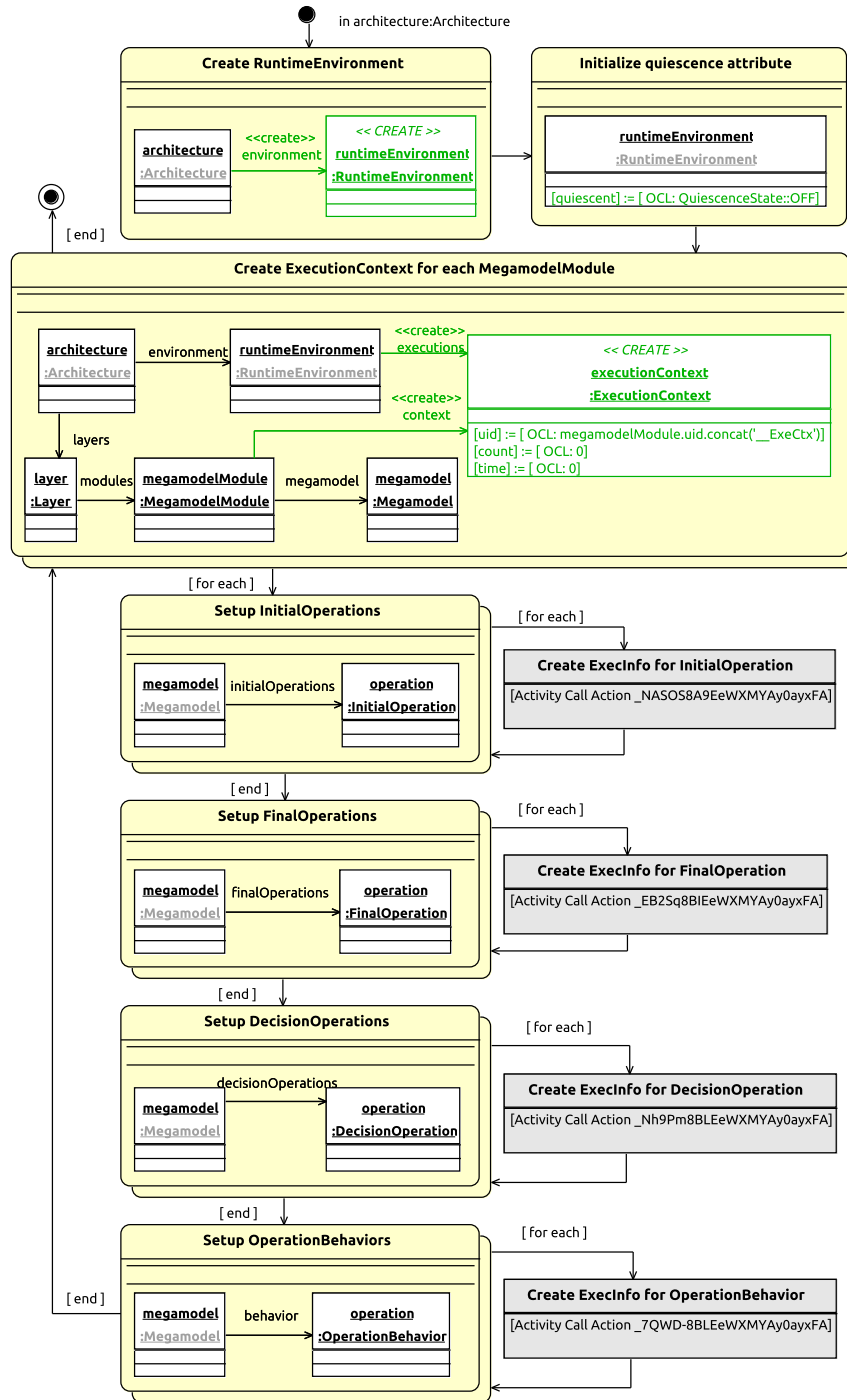 in architecture:Architecture
Create RuntimeEnvironment
architecture
:Architecture
<<create>>
environment
<< CREATE >>
runtimeEnvironment
:RuntimeEnvironment
Initialize quiescence attribute
runtimeEnvironment
:RuntimeEnvironment
[quiescent] := [ OCL: QuiescenceState::OFF]
[ end ]
Create ExecutionContext for each MegamodelModule
architecture
:Architecture
environment
runtimeEnvironment
:RuntimeEnvironment
<<create>>
executions
<< CREATE >>
executionContext
:ExecutionContext
[uid] := [ OCL: megamodelModule.uid.concat('__ExeCtx')]
[count] := [ OCL: 0]
[time] := [ OCL: 0]
<<create>>
context
layers
layer
:Layer
modules
megamodelModule
:MegamodelModule
megamodel
megamodel
:Megamodel
[ for each ]
Setup InitialOperations
megamodel
:Megamodel
initialOperations
operation
:InitialOperation
[ for each ]
Create ExecInfo for InitialOperation
[Activity Call Action _NASOS8A9EeWXMYAy0ayxFA]
[ end ]
Setup FinalOperations
megamodel
:Megamodel
finalOperations
operation
:FinalOperation
[ for each ]
Create ExecInfo for FinalOperation
[Activity Call Action _EB2Sq8BIEeWXMYAy0ayxFA]
[ end ]
Setup DecisionOperations
megamodel
:Megamodel
decisionOperations
operation
:DecisionOperation
[ for each ]
Create ExecInfo for DecisionOperation
[Activity Call Action _Nh9Pm8BLEeWXMYAy0ayxFA]
[ end ]
Setup OperationBehaviors
megamodel
:Megamodel
behavior
operation
:OperationBehavior
[ for each ]
Create ExecInfo for OperationBehavior
[Activity Call Action _7QWD-8BLEeWXMYAy0ayxFA]
[ end ]